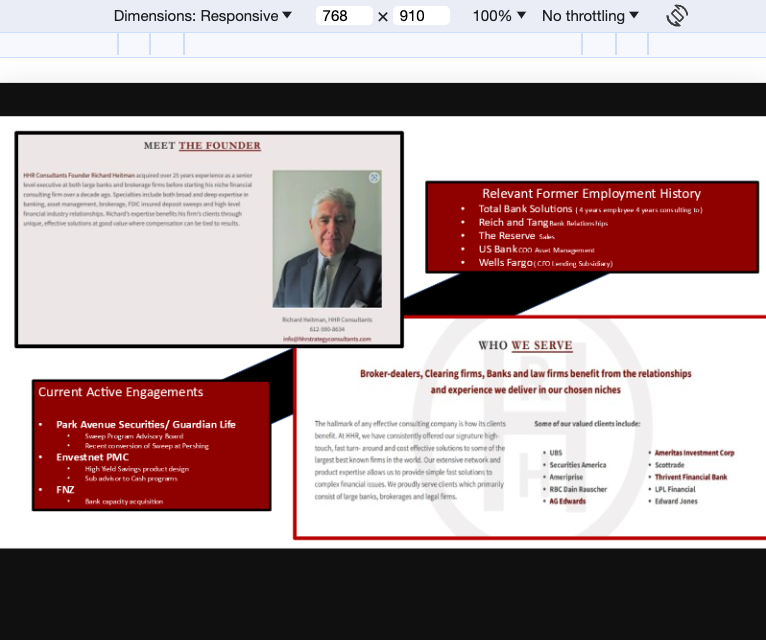 Dimensions: Responsive ▼ 768 × 910 100% ▼ No throttling ▼
MEET THE FOUNDER
HHR Consultants Founder Richard Heitman acquired over 25 years experience as a senior
level executive at both large banks and brokerage firms before starting his niche financial
consulting firm over a decade ago. Specialties include both broad and deep expertise in
banking, asset management, brokerage, FDIC insured deposit sweeps and high-level
financial industry relationships. Richard's expertise benefits his firm's clients through
unique, effective solutions at good value where compensation can be tied to results.
Richard Heitman, HHR Consultants
info@hhrstrategyconsultants.com
Relevant Former Employment History
• Total Bank Solutions ( 4 years employee 4 years consulting to)
• Reich and Tang Bank Relationships
• The Reserve Sales
• US Bank COO Asset Management
• Wells Fargo ( CFO Lending Subsidiary)
Current Active Engagements
• Park Avenue Securities/ Guardian Life
• Sweep Program Advisory Board
• Recent conversion of Sweep at Pershing
• Envestnet PMC
• High Yield Savings product design
• Sub advisor to Cash programs
• FNZ
• Bank capacity acquisition
WHO WE SERVE
Broker-dealers, Clearing firms, Banks and law firms benefit from the relationships
and experience we deliver in our chosen niches
The hallmark of any effective consulting company is how its clients
benefit. At HHR, we have consistently offered our signature high-
touch, fast turn- around and cost effective solutions to some of the
largest best known firms in the world. Our extensive network and
product expertise allows us to provide simple fast solutions to
complex financial issues. We proudly serve clients which primarily
consist of large banks, brokerages and legal firms.
Some of our valued clients include:
• UBS
• Securities America
• Ameriprise
• RBC Dain Rauscher
• AG Edwards
• Ameritas Investment Corp
• Scottrade
• Thrivent Financial Bank
• LPL Financial
• Edward Jones